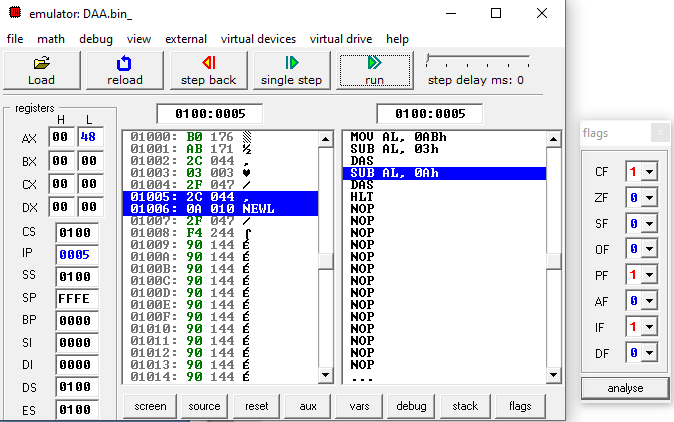 emulator: DAA.bin_
file math debug view external virtual devices virtual drive help
Load reload step back single step run step delay ms: 0
registers
H L
AX 00 48
BX 00 00
CX 00 00
DX 00 00
CS 0100
IP 0005
SS 0100
SP FFFE
BP 0000
SI 0000
DI 0000
DS 0100
ES 0100
0100:0005
01000: B0 176 ▒
01001: AB 171 ½
01002: 2C 044 ,
01003: 03 003 ♥
01004: 2F 047 /
01005: 2C 044 ,
01006: 0A 010 NEWL
01007: 2F 047 /
01008: F4 244 ⌠
01009: 90 144 É
0100A: 90 144 É
0100B: 90 144 É
0100C: 90 144 É
0100D: 90 144 É
0100E: 90 144 É
0100F: 90 144 É
01010: 90 144 É
01011: 90 144 É
01012: 90 144 É
01013: 90 144 É
01014: 90 144 É
0100:0005
MOV AL, 0ABh
SUB AL, 03h
DAS
SUB AL, 0Ah
DAS
HLT
NOP
NOP
NOP
NOP
NOP
NOP
NOP
NOP
NOP
NOP
NOP
NOP
NOP
NOP
...
screen source reset aux vars debug stack flags
flags
CF 1
ZF 0
SF 0
OF 0
PF 1
AF 0
IF 1
DF 0
analyse